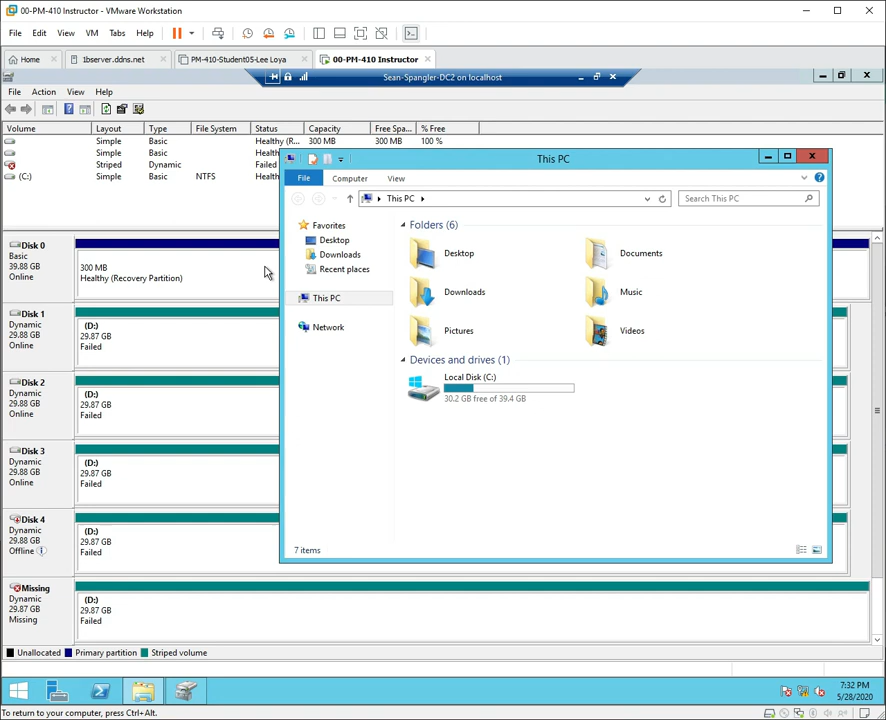 00-PM-410 Instructor - VMware Workstation
File Edit View VM Tabs Help
Home 1bserver.ddns.net PM-410-Student05-Lee Loya 00-PM-410 Instructor
Sean-Spangler-DC2 on localhost
File Action View Help
Volume Layout Type File System Status Capacity Free Spa... % Free
Simple Basic Healthy (R... 300 MB 300 MB 100 %
Simple Basic Health
Striped Dynamic Failed
(C:) Simple Basic NTFS Health
This PC
File Computer View
This PC
Search This PC
Favorites
Desktop
Downloads
Recent places
This PC
Network
Folders (6)
Desktop
Documents
Downloads
Music
Pictures
Videos
Devices and drives (1)
Local Disk (C:)
30.2 GB free of 39.4 GB
7 items
Disk 0
Basic
39.88 GB
Online
300 MB
Healthy (Recovery Partition)
Disk 1
Dynamic
29.88 GB
Online
(D:)
29.87 GB
Failed
Disk 2
Dynamic
29.88 GB
Online
(D:)
29.87 GB
Failed
Disk 3
Dynamic
29.88 GB
Online
(D:)
29.87 GB
Failed
Disk 4
Dynamic
29.88 GB
Offline
(D:)
29.87 GB
Failed
Missing
Dynamic
29.87 GB
Missing
(D:)
29.87 GB
Failed
Unallocated Primary partition Striped volume
7:32 PM
5/28/2020
To return to your computer, press Ctrl+Alt.